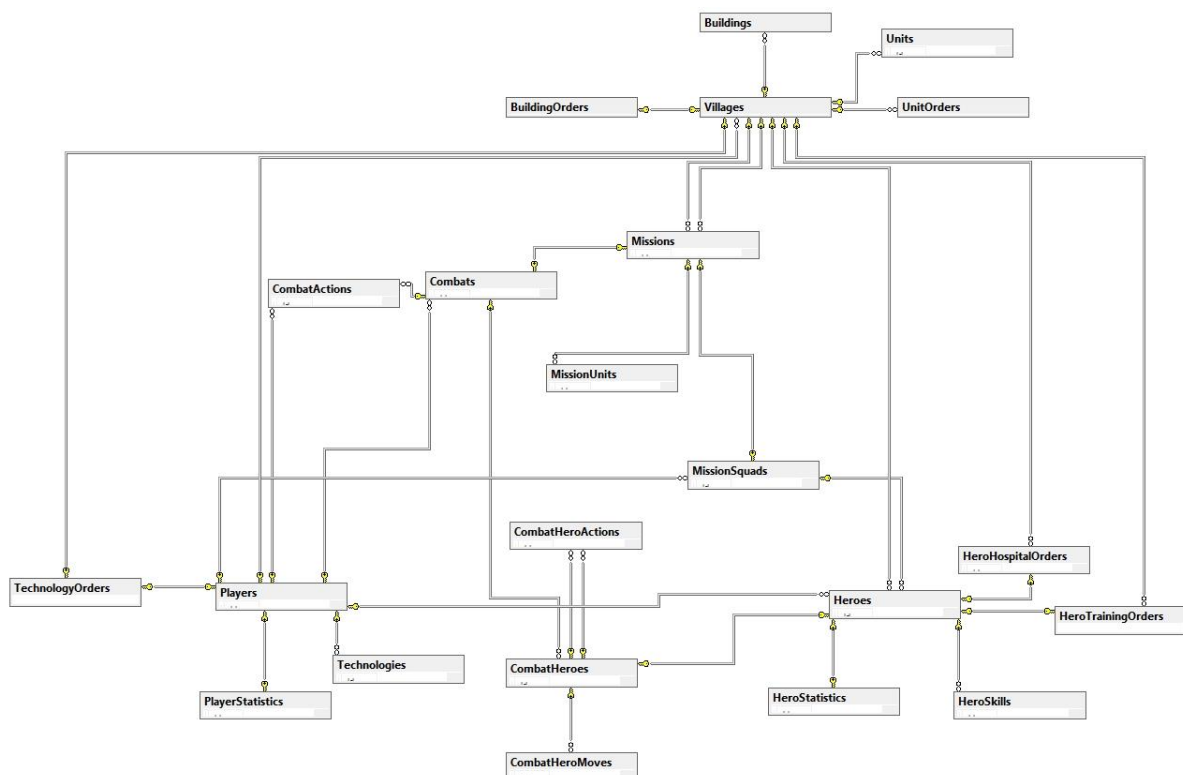 Buildings
Units
BuildingOrders
Villages
UnitOrders
Missions
Combats
CombatActions
MissionUnits
MissionSquads
CombatHeroActions
HeroHospitalOrders
TechnologyOrders
Players
Heroes
HeroTrainingOrders
Technologies
CombatHeroes
PlayerStatistics
HeroStatistics
HeroSkills
CombatHeroMoves